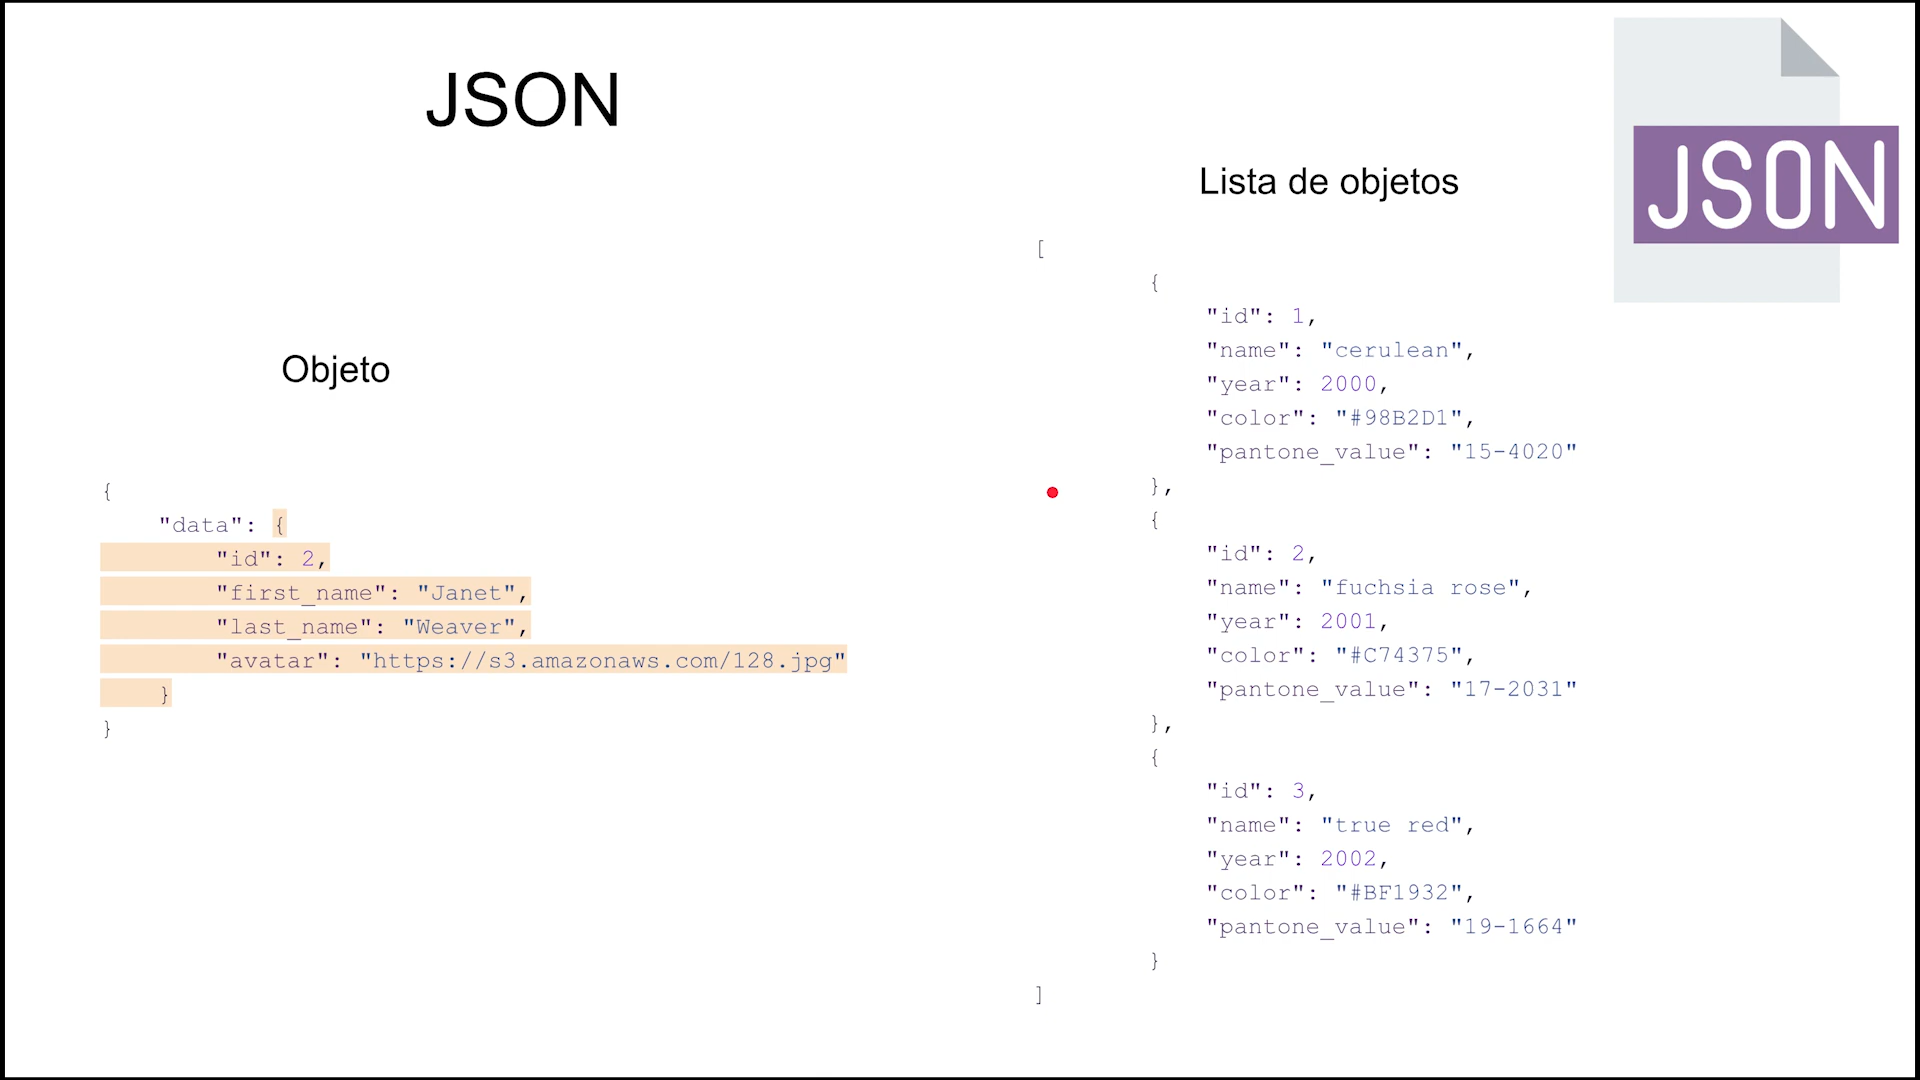 JSON
Objeto
{
    "data": {
        "id": 2,
        "first_name": "Janet",
        "last_name": "Weaver",
        "avatar": "https://s3.amazonaws.com/128.jpg"
    }
}
Lista de objetos
[
        {
            "id": 1,
            "name": "cerulean",
            "year": 2000,
            "color": "#98B2D1",
            "pantone_value": "15-4020"
        },
        {
            "id": 2,
            "name": "fuchsia rose",
            "year": 2001,
            "color": "#C74375",
            "pantone_value": "17-2031"
        },
        {
            "id": 3,
            "name": "true red",
            "year": 2002,
            "color": "#BF1932",
            "pantone_value": "19-1664"
        }
]
JSON